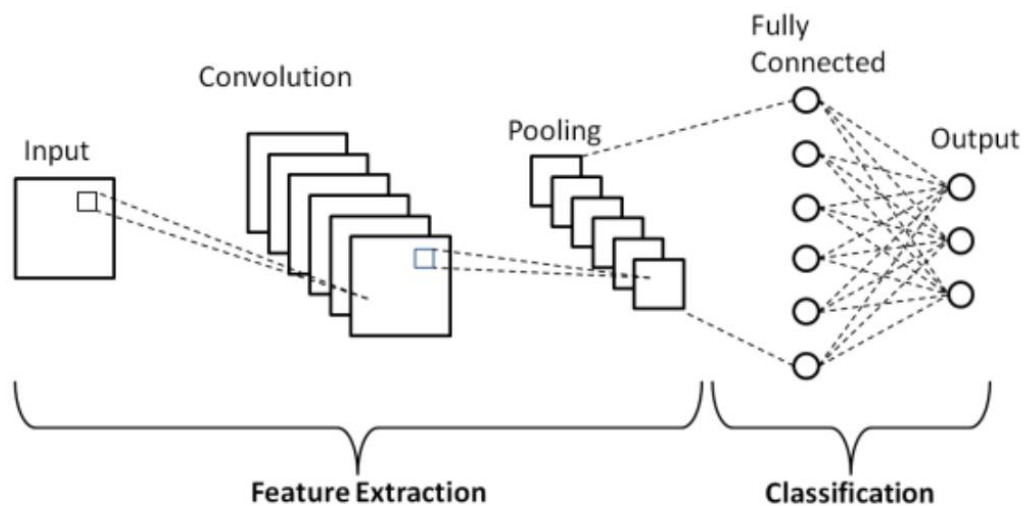 Input
Convolution
Pooling
Fully
Connected
Output
Feature Extraction
Classification